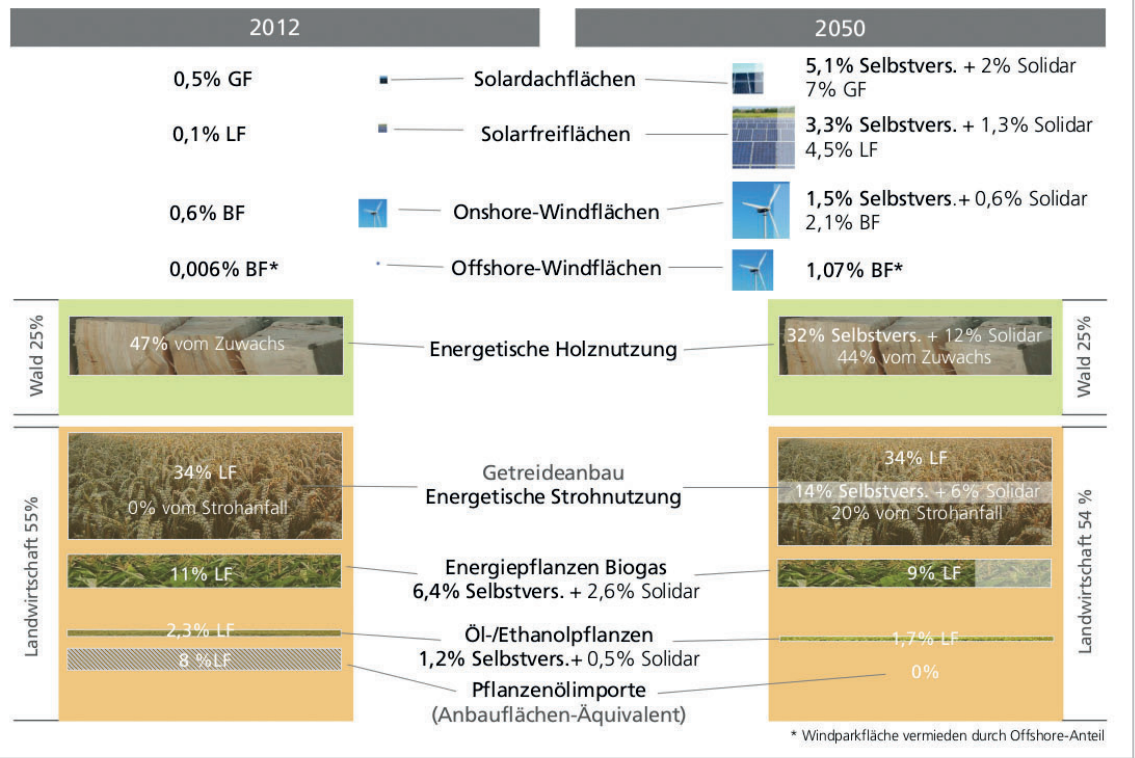 2012
2050
0,5% GF
Solardachflächen
5,1% Selbstvers. + 2% Solidar
7% GF
0,1% LF
Solarfreiflächen
3,3% Selbstvers. + 1,3% Solidar
4,5% LF
0,6% BF
Onshore-Windflächen
1,5% Selbstvers.+ 0,6% Solidar
2,1% BF
0,006% BF*
Offshore-Windflächen
1,07% BF*
Wald 25%
47% vom Zuwachs
Energetische Holznutzung
32% Selbstvers. + 12% Solidar
44% vom Zuwachs
Wald 25%
Landwirtschaft 55%
34% LF
0% vom Strohanfall
Getreideanbau
Energetische Strohnutzung
34% LF
14% Selbstvers. + 6% Solidar
20% vom Strohanfall
Landwirtschaft 54 %
11% LF
Energiepflanzen Biogas
6,4% Selbstvers. + 2,6% Solidar
9% LF
2,3% LF
Öl-/Ethanolpflanzen
1,2% Selbstvers.+ 0,5% Solidar
1,7% LF
8 %LF
Pflanzenölimporte
(Anbauflächen-Äquivalent)
0%
* Windparkfläche vermieden durch Offshore-Anteil